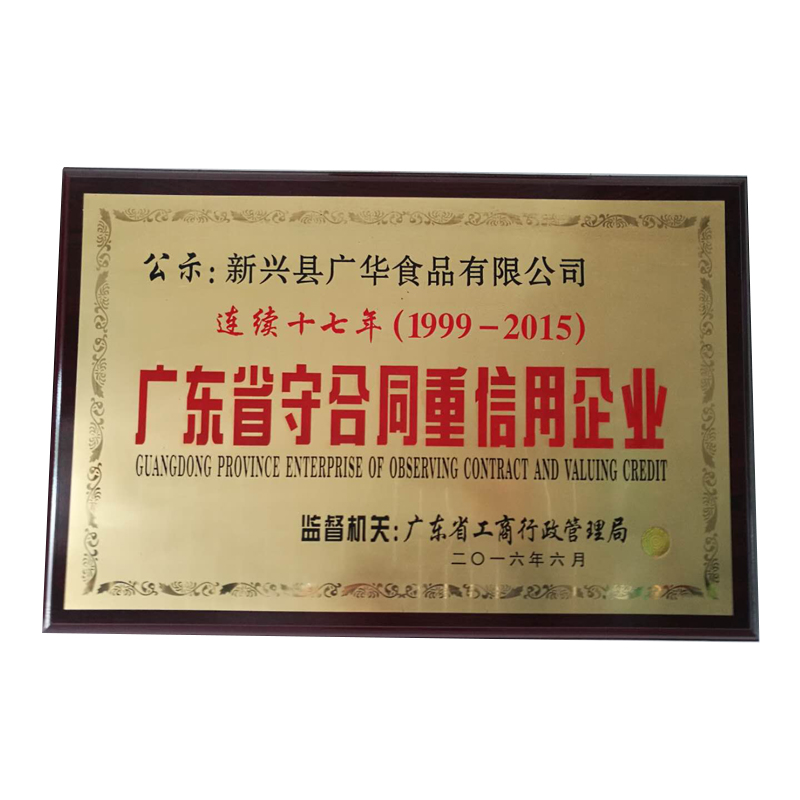 公示:新兴县广华食品有限公司
连续十七年(1999-2015)
广东省守合同重信用企业
GUANGDONG PROVINCE ENTERPRISE OF OBSERVING CONTRACT AND VALUING CREDIT
监督机关:广东省工商行政管理局
二〇一六年六月